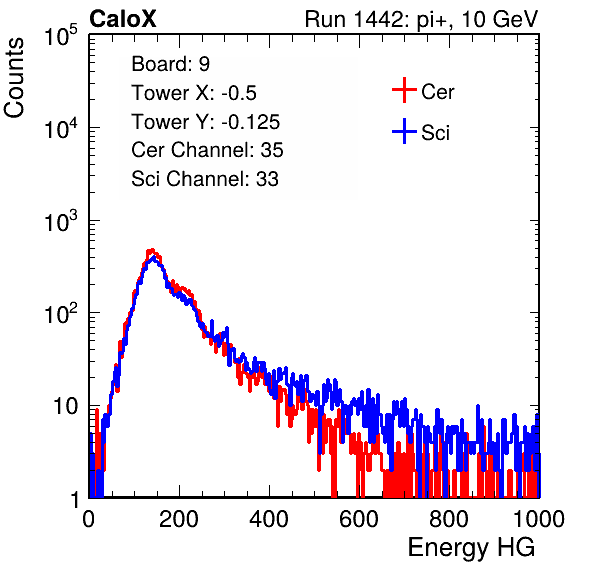 CaloX Run 1442: pi+, 10 GeV
Counts
10^5
10^4
10^3
10^2
10
1
Board: 9
Tower X: -0.5
Tower Y: -0.125
Cer Channel: 35
Sci Channel: 33
Cer
Sci
0 200 400 600 800 1000
Energy HG